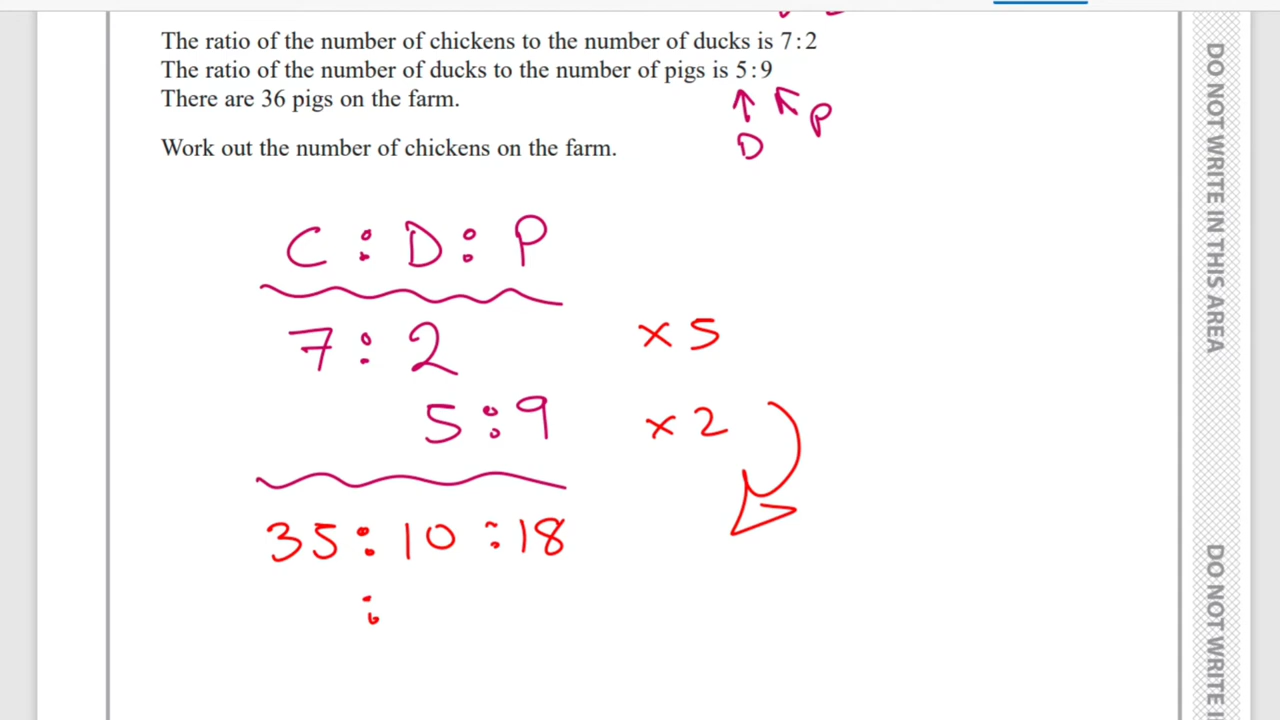 The ratio of the number of chickens to the number of ducks is 7:2
The ratio of the number of ducks to the number of pigs is 5:9
There are 36 pigs on the farm.
P
D
Work out the number of chickens on the farm.
C : D : P
7 : 2 × 5
5 : 9 × 2
35 : 10 : 18
:
DO NOT WRITE IN THIS AREA
DO NOT WRITE I